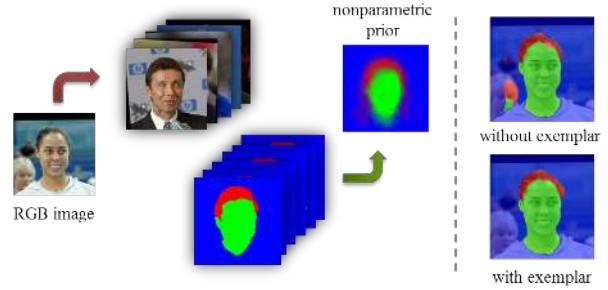 nonparametric
prior
without exemplar
RGB image
with exemplar